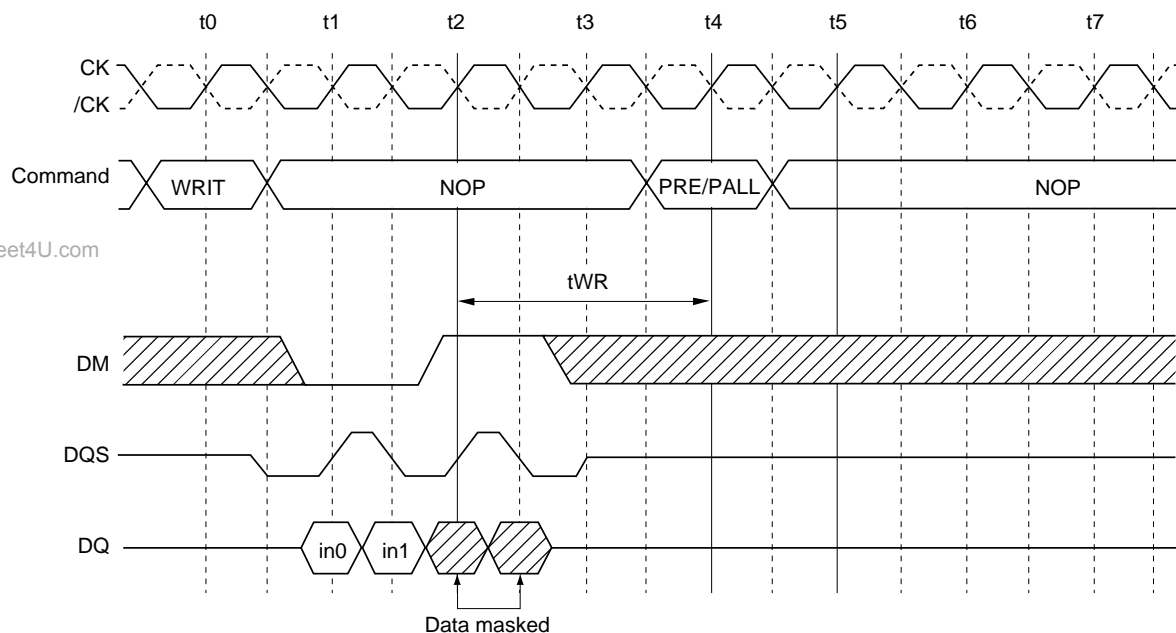 t0 t1 t2 t3 t4 t5 t6 t7
CK
/CK
Command WRIT NOP PRE/PALL NOP
eet4U.com
tWR
DM
DQS
DQ in0 in1
Data masked